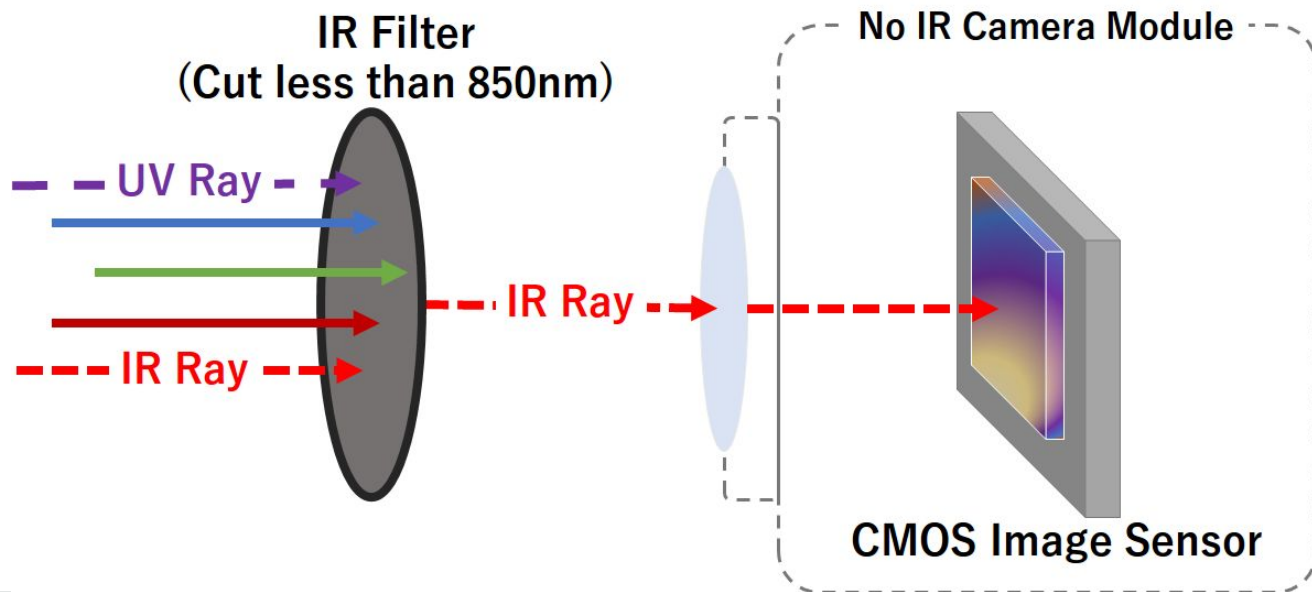 IR Filter
(Cut less than 850nm)
No IR Camera Module
UV Ray
IR Ray
IR Ray
CMOS Image Sensor